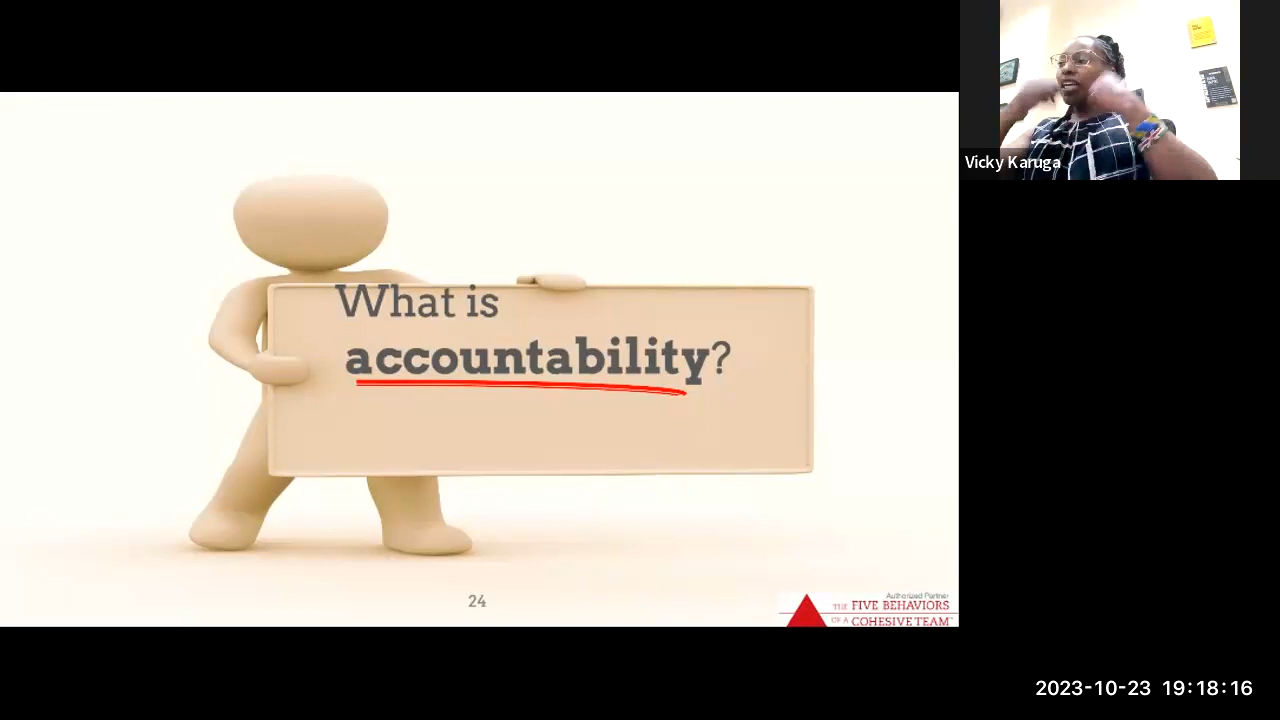 Vicky Karuga
What is
accountability?
24
Authorized Partner
THE FIVE BEHAVIORS
OF A COHESIVE TEAM™
2023-10-23 19:18:16